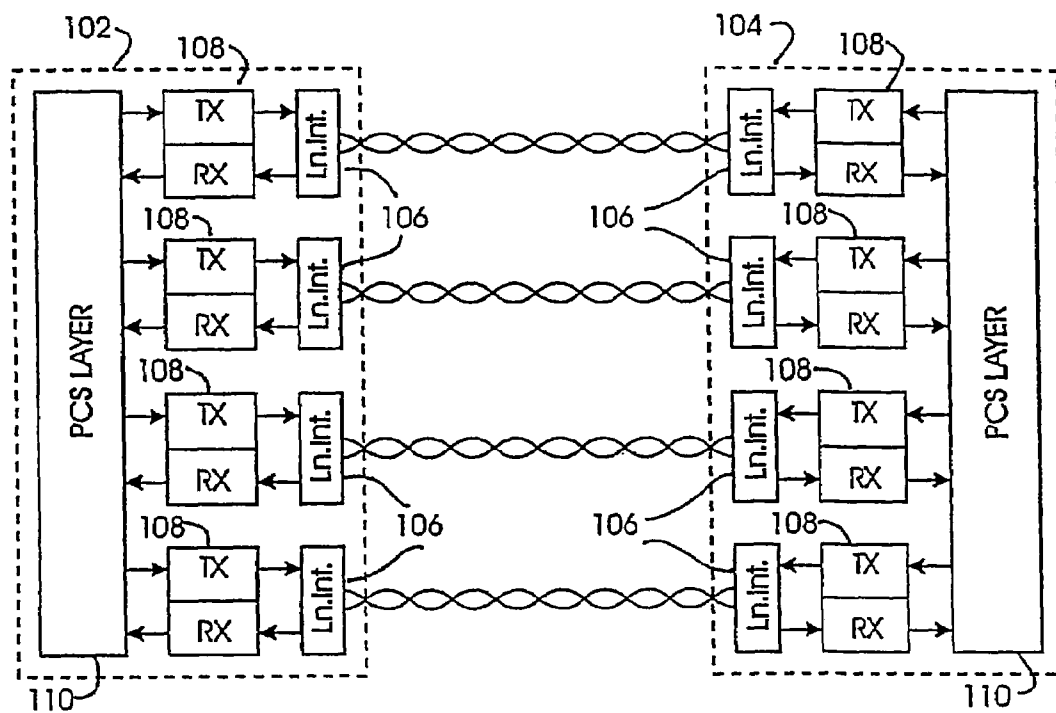 102
108
104
108
TX
RX
Ln.Int.
Ln.Int.
TX
RX
106
106
108
TX
RX
Ln.Int.
Ln.Int.
108
TX
RX
PCS LAYER
PCS LAYER
108
TX
RX
Ln.Int.
Ln.Int.
108
TX
RX
106
106
108
TX
RX
Ln.Int.
Ln.Int.
108
TX
RX
110
110